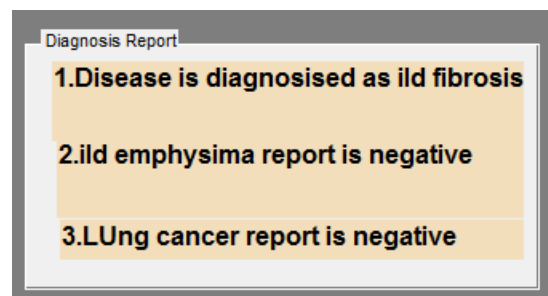 Diagnosis Report
1.Disease is diagnosised as ild fibrosis
2.ild emphysima report is negative
3.LUng cancer report is negative